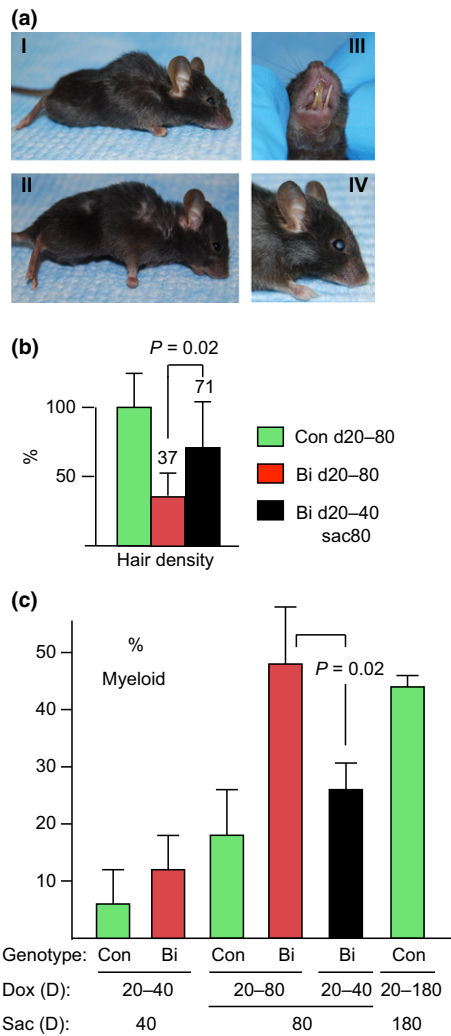 (a)
I
III
II
IV
(b)
P = 0.02
100
50
%
37
71
Hair density
Con d20–80
Bi d20–80
Bi d20–40
sac80
(c)
%
Myeloid
50
40
30
20
10
P = 0.02
Genotype: Con Bi Con Bi Bi Con
Dox (D): 20–40 20–80 20–40 20–180
Sac (D): 40 80 180